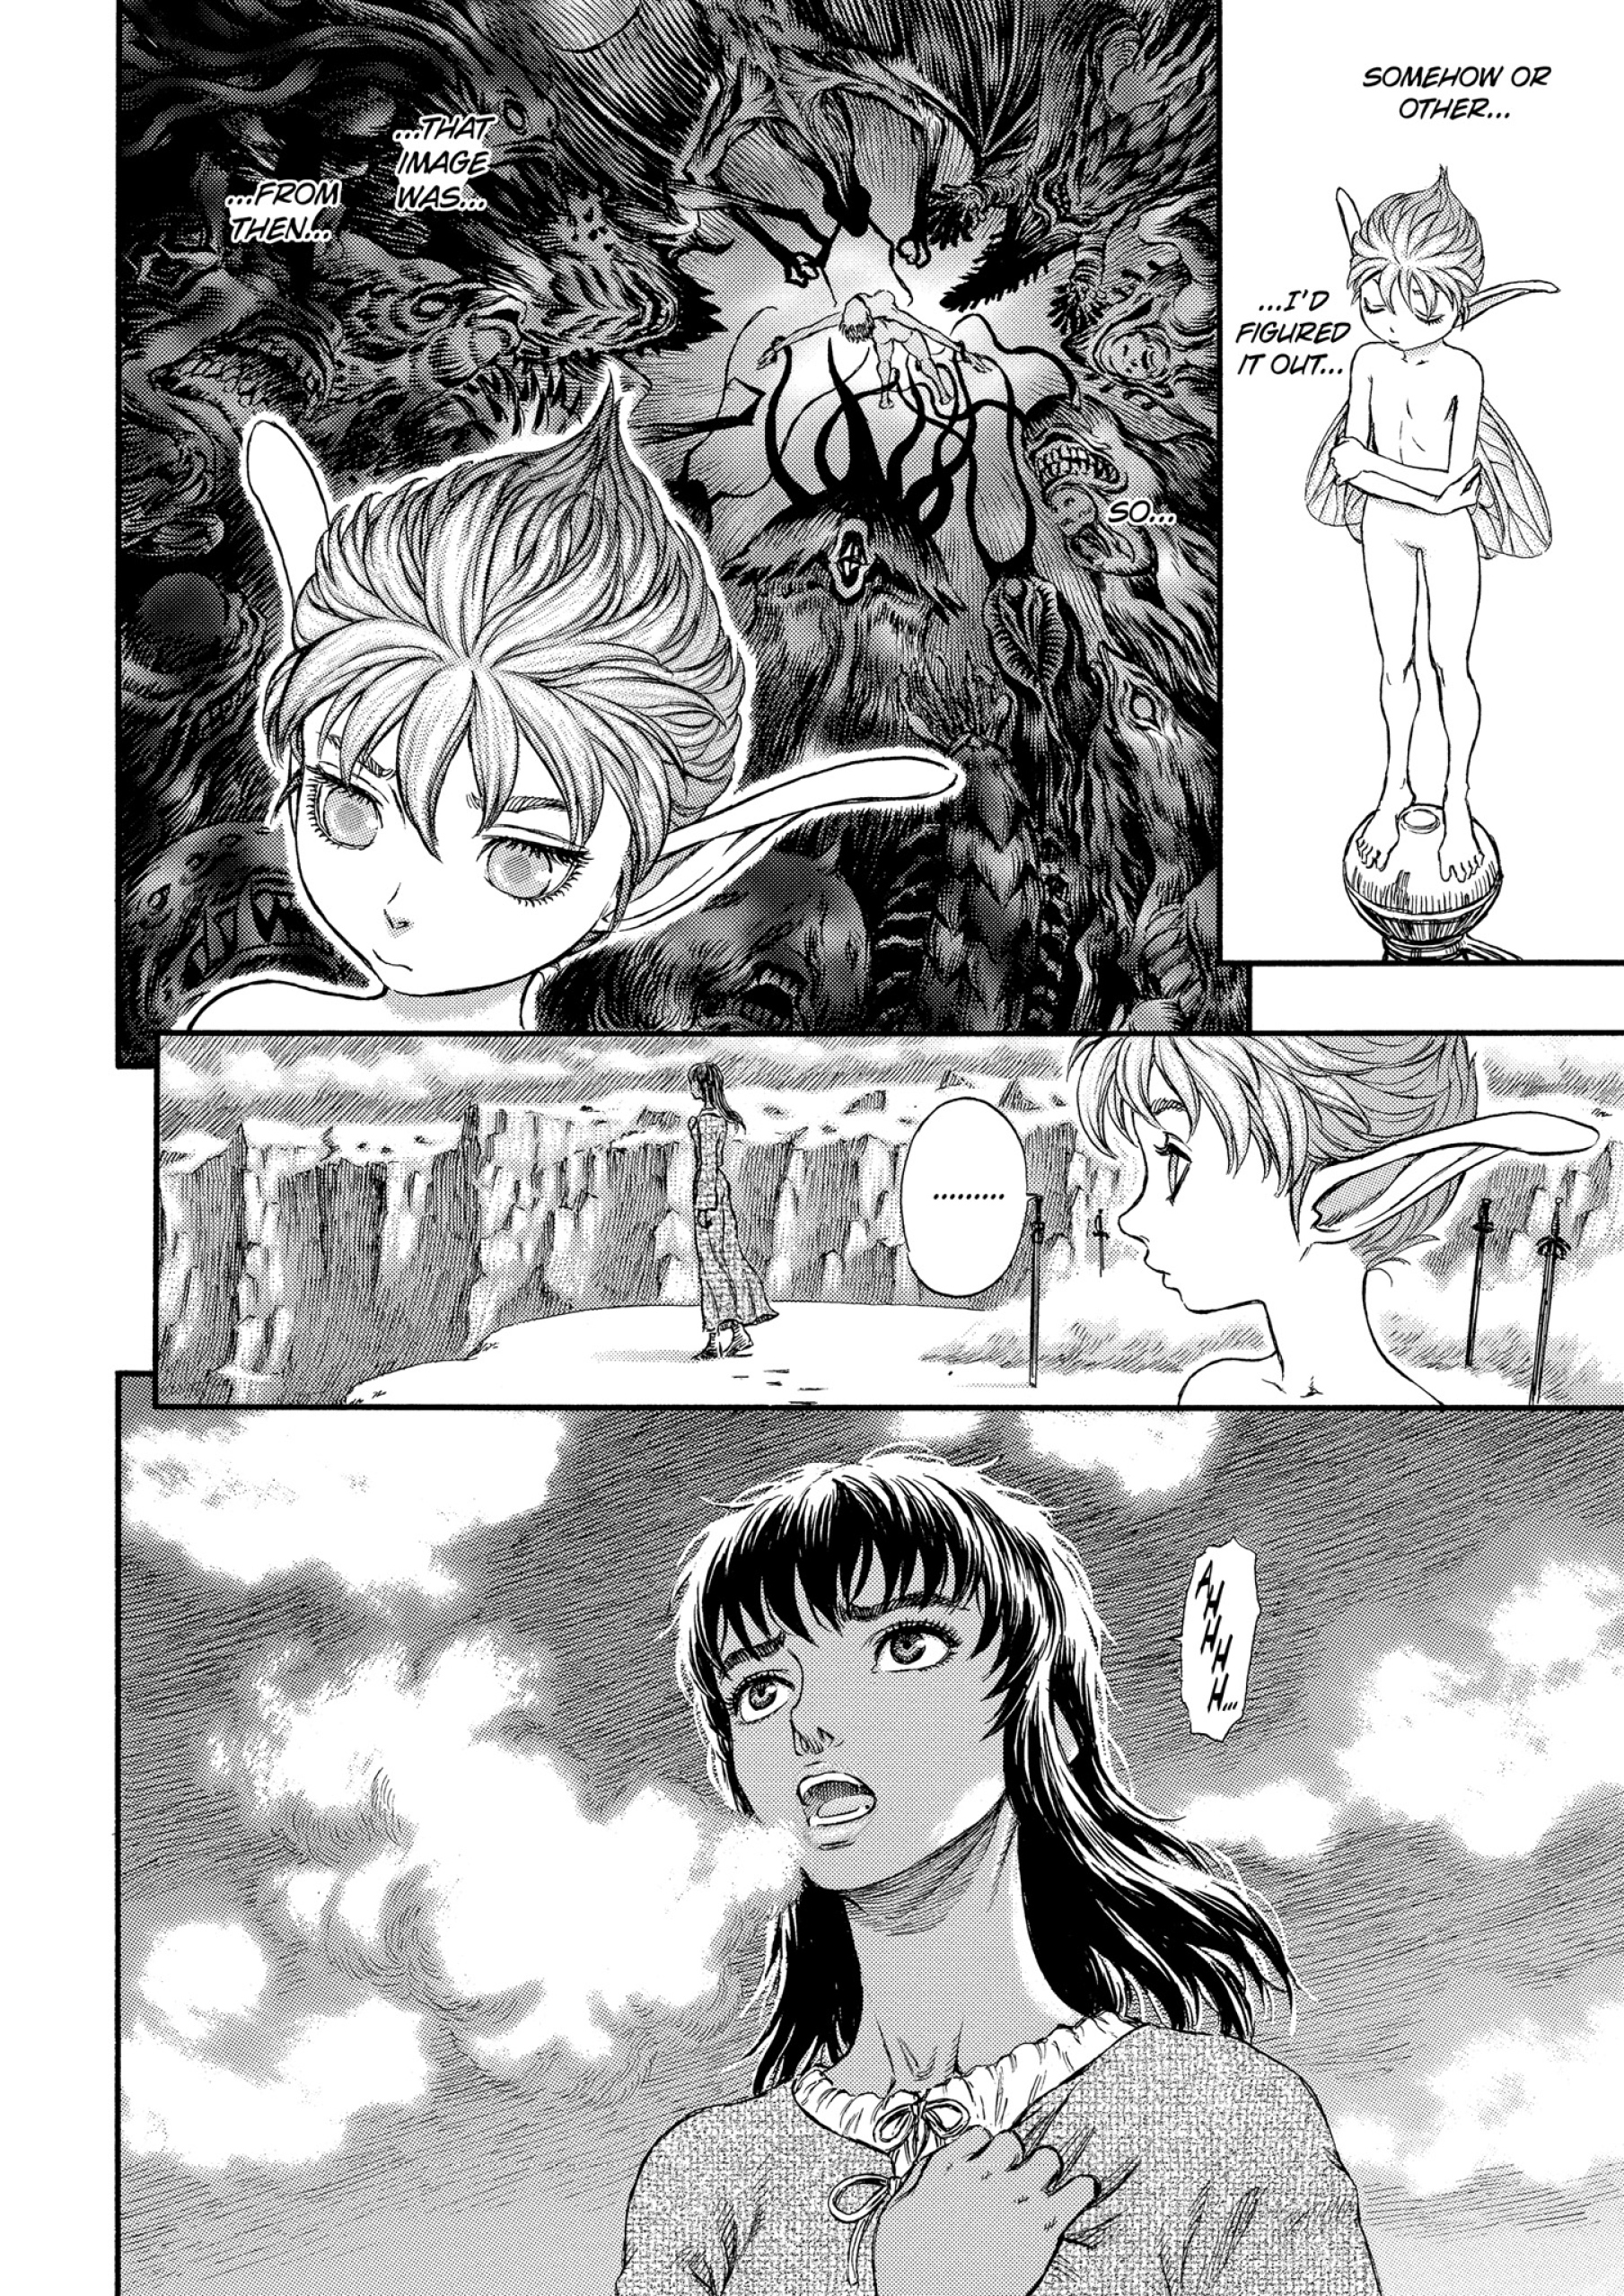 SOMEHOW OR
OTHER...
...I'D
FIGURED
IT OUT...
SO...
...THAT
IMAGE
WAS...
...FROM
THEN...
.........
AHHHH...